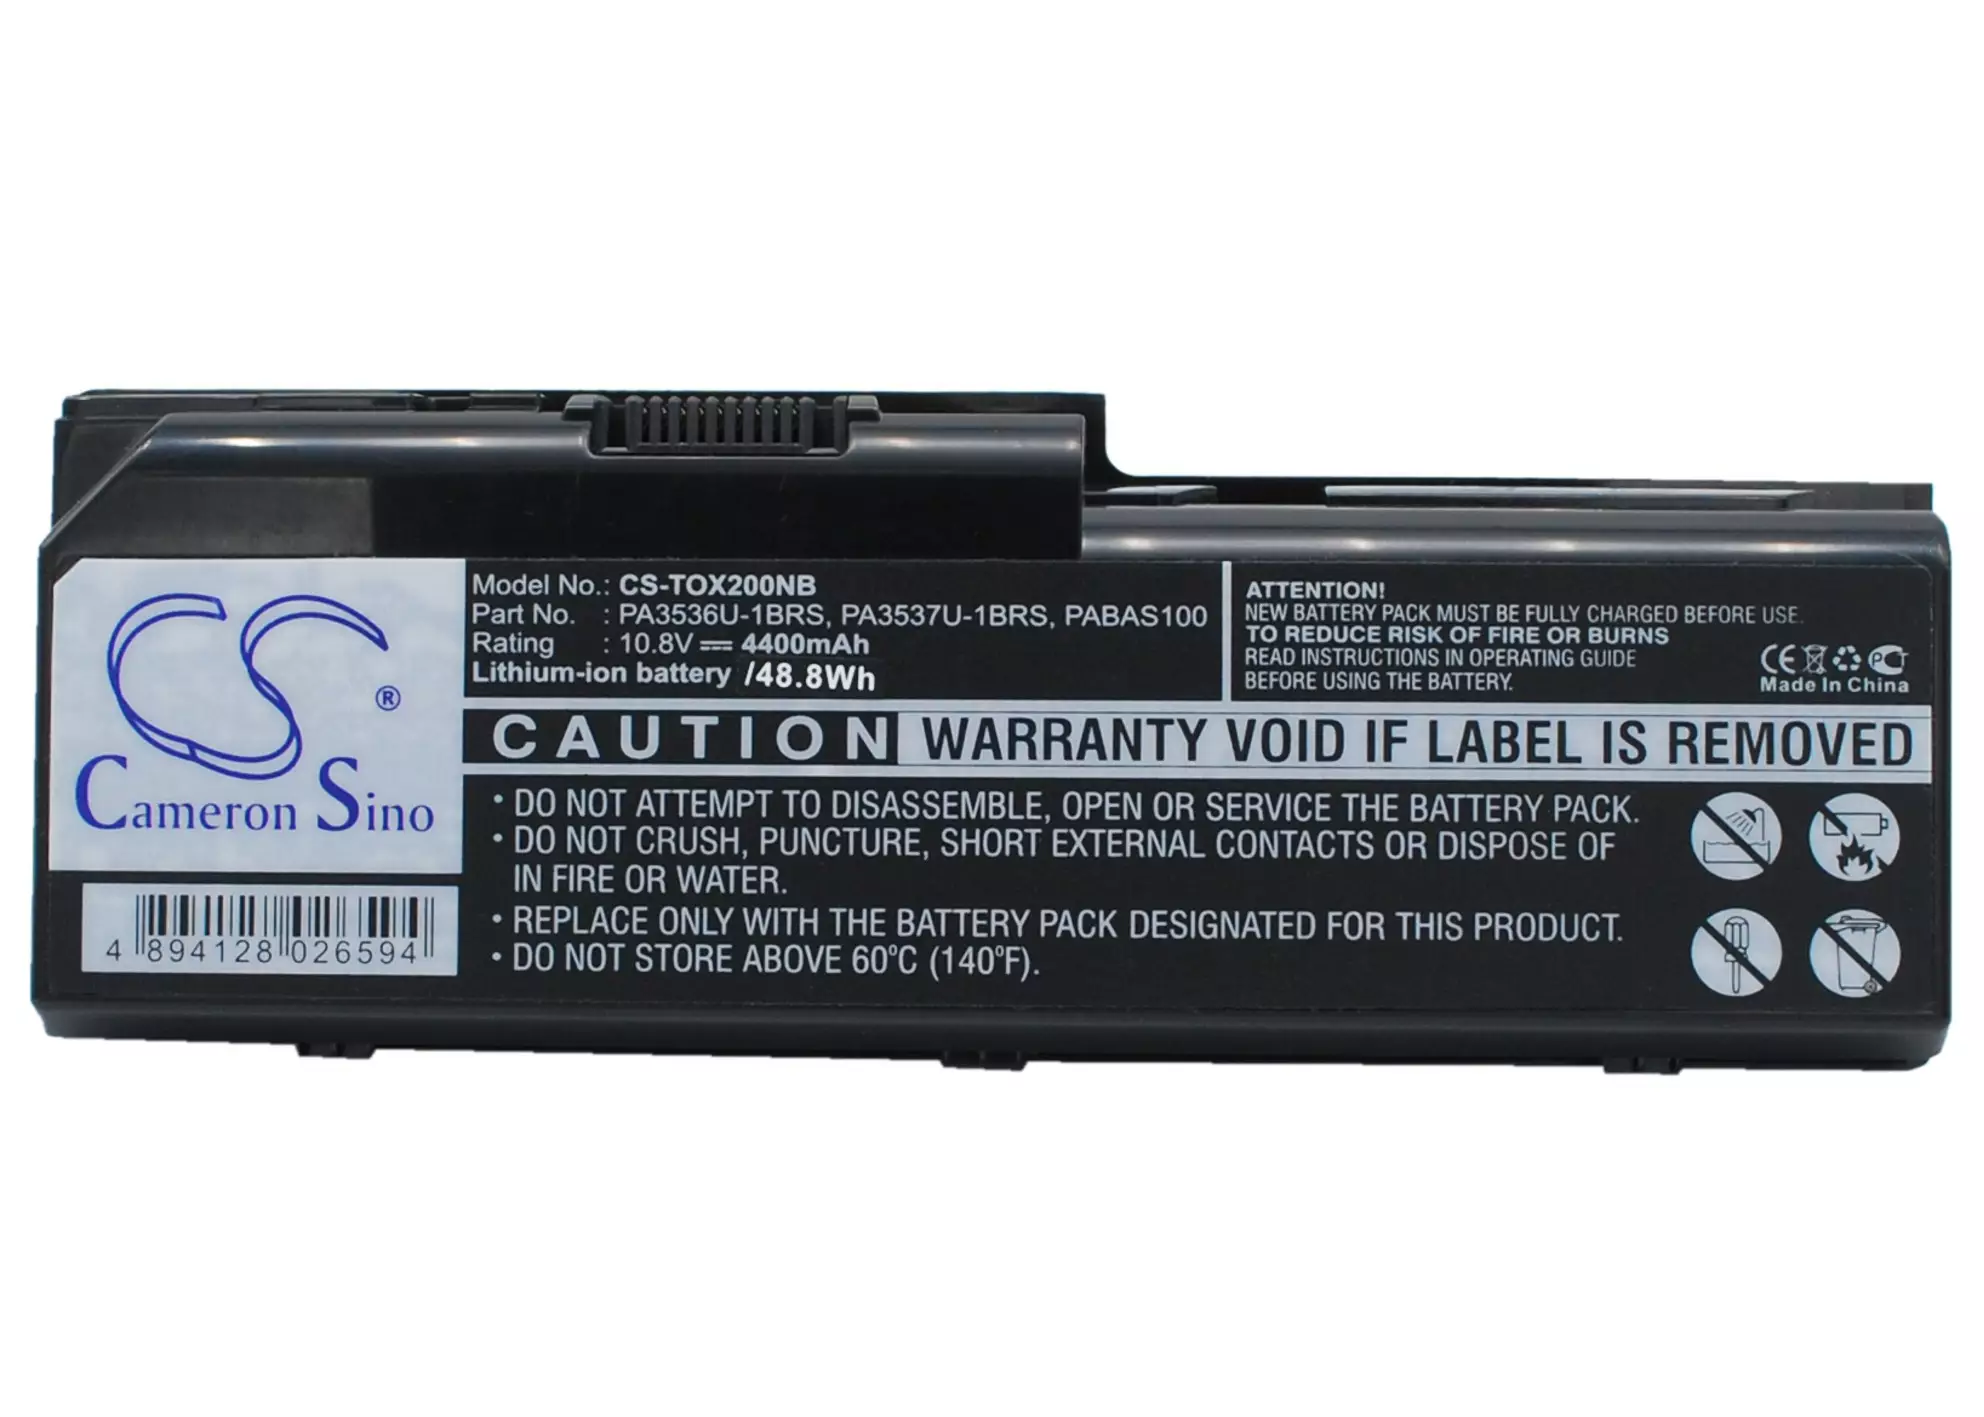 CS ®
Cameron Sino
4 894128 026594
Model No. : CS-TOX200NB
Part No. : PA3536U-1BRS, PA3537U-1BRS, PABAS100
Rating : 10.8V 4400mAh
Lithium-ion battery /48.8Wh
ATTENTION!
NEW BATTERY PACK MUST BE FULLY CHARGED BEFORE USE.
TO REDUCE RISK OF FIRE OR BURNS
READ INSTRUCTIONS IN OPERATING GUIDE
BEFORE USING THE BATTERY.
CE PCT
Made In China
CAUTION WARRANTY VOID IF LABEL IS REMOVED
• DO NOT ATTEMPT TO DISASSEMBLE, OPEN OR SERVICE THE BATTERY PACK.
• DO NOT CRUSH, PUNCTURE, SHORT EXTERNAL CONTACTS OR DISPOSE OF
IN FIRE OR WATER.
• REPLACE ONLY WITH THE BATTERY PACK DESIGNATED FOR THIS PRODUCT.
• DO NOT STORE ABOVE 60°C (140°F).